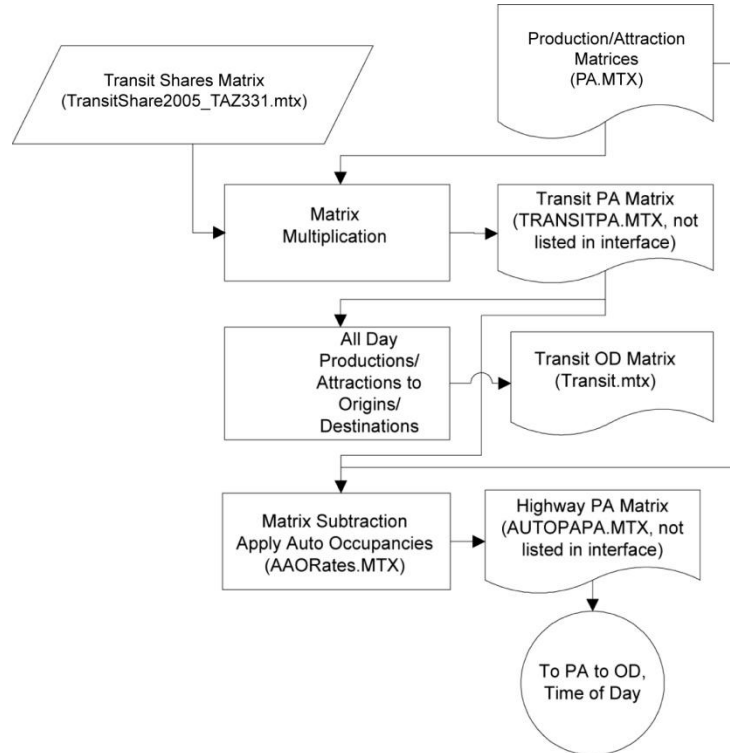 Transit Shares Matrix
(TransitShare2005_TAZ331.mtx)
Production/Attraction
Matrices
(PA.MTX)
Matrix
Multiplication
Transit PA Matrix
(TRANSITPA.MTX, not
listed in interface)
All Day
Productions/
Attractions to
Origins/
Destinations
Transit OD Matrix
(Transit.mtx)
Matrix Subtraction
Apply Auto Occupancies
(AAORates.MTX)
Highway PA Matrix
(AUTOPAPA.MTX, not
listed in interface)
To PA to OD,
Time of Day